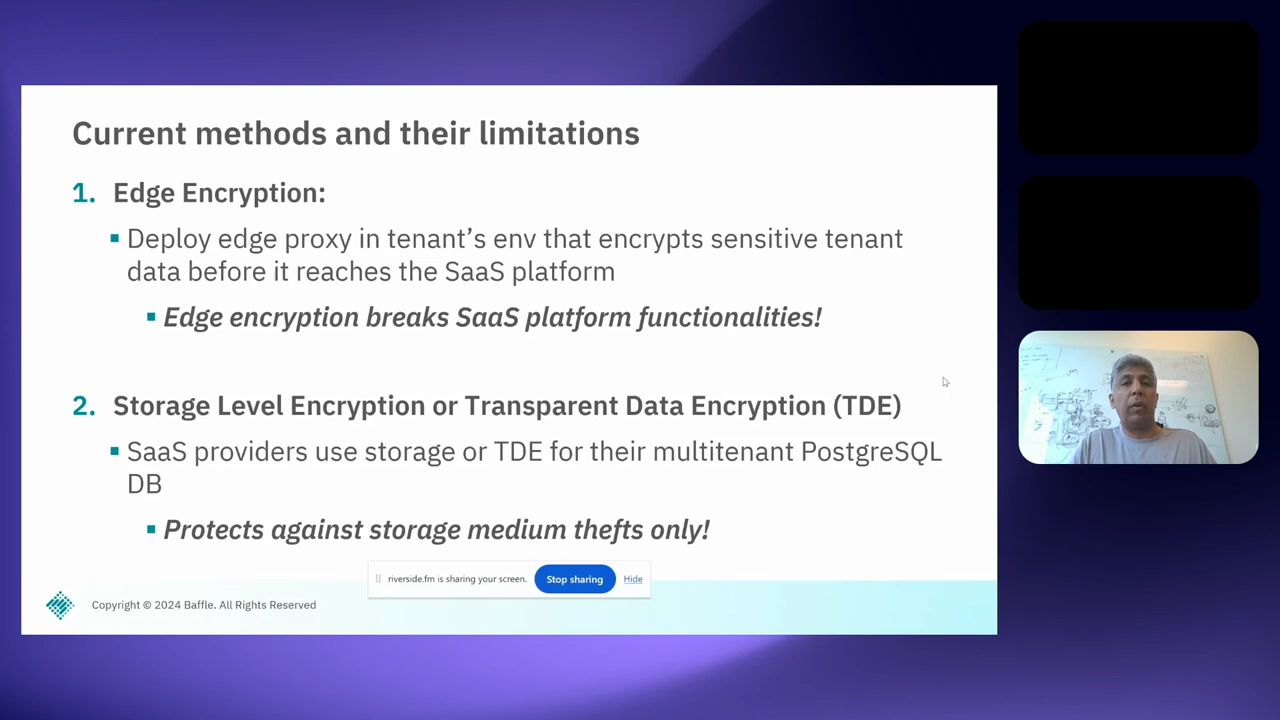 Current methods and their limitations
1. Edge Encryption:
▪ Deploy edge proxy in tenant’s env that encrypts sensitive tenant
data before it reaches the SaaS platform
▪ Edge encryption breaks SaaS platform functionalities!
2. Storage Level Encryption or Transparent Data Encryption (TDE)
▪ SaaS providers use storage or TDE for their multitenant PostgreSQL
DB
▪ Protects against storage medium thefts only!
riverside.fm is sharing your screen. Stop sharing Hide
Copyright © 2024 Baffle. All Rights Reserved